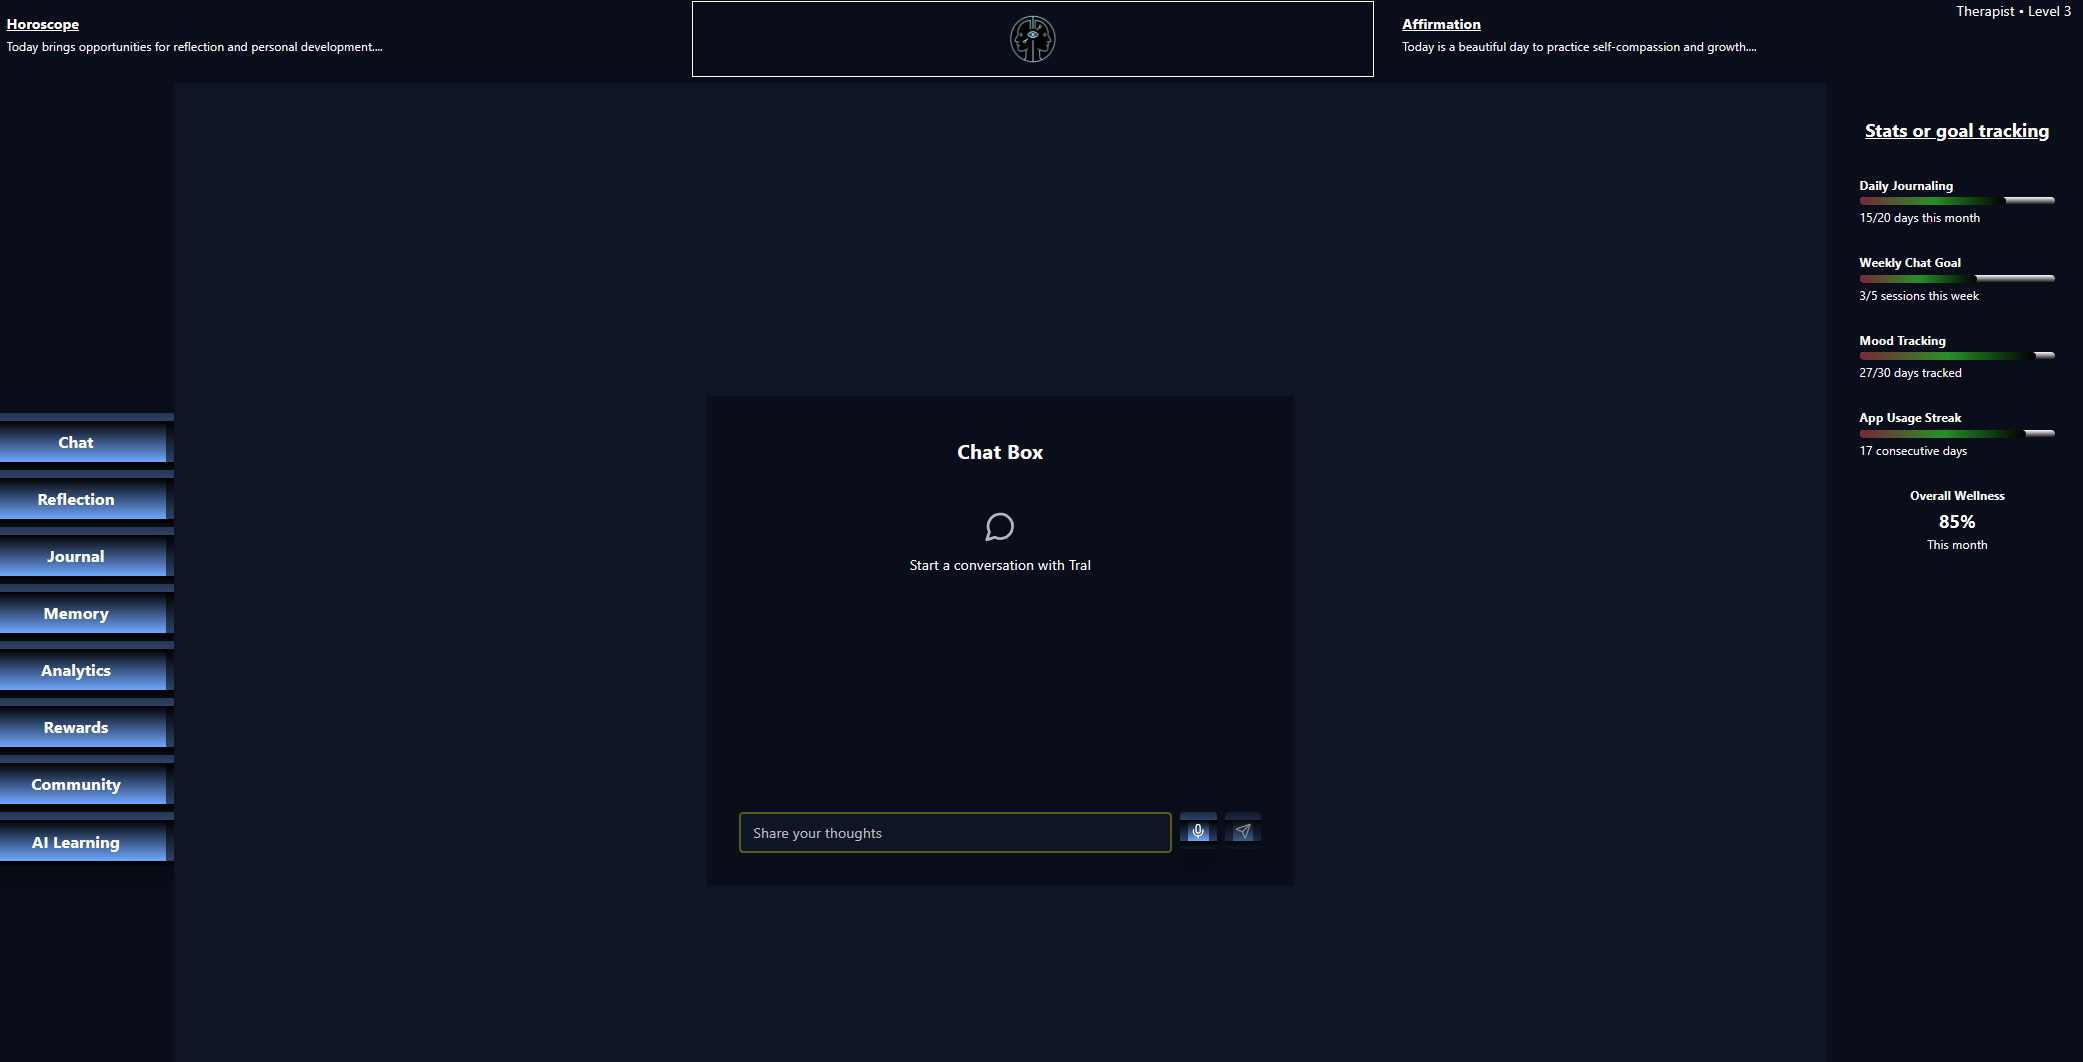 Horoscope
Today brings opportunities for reflection and personal development....
Affirmation
Today is a beautiful day to practice self-compassion and growth....
Therapist • Level 3
Chat
Reflection
Journal
Memory
Analytics
Rewards
Community
AI Learning
Chat Box
Start a conversation with Tral
Share your thoughts
Stats or goal tracking
Daily Journaling
15/20 days this month
Weekly Chat Goal
3/5 sessions this week
Mood Tracking
27/30 days tracked
App Usage Streak
17 consecutive days
Overall Wellness
85%
This month